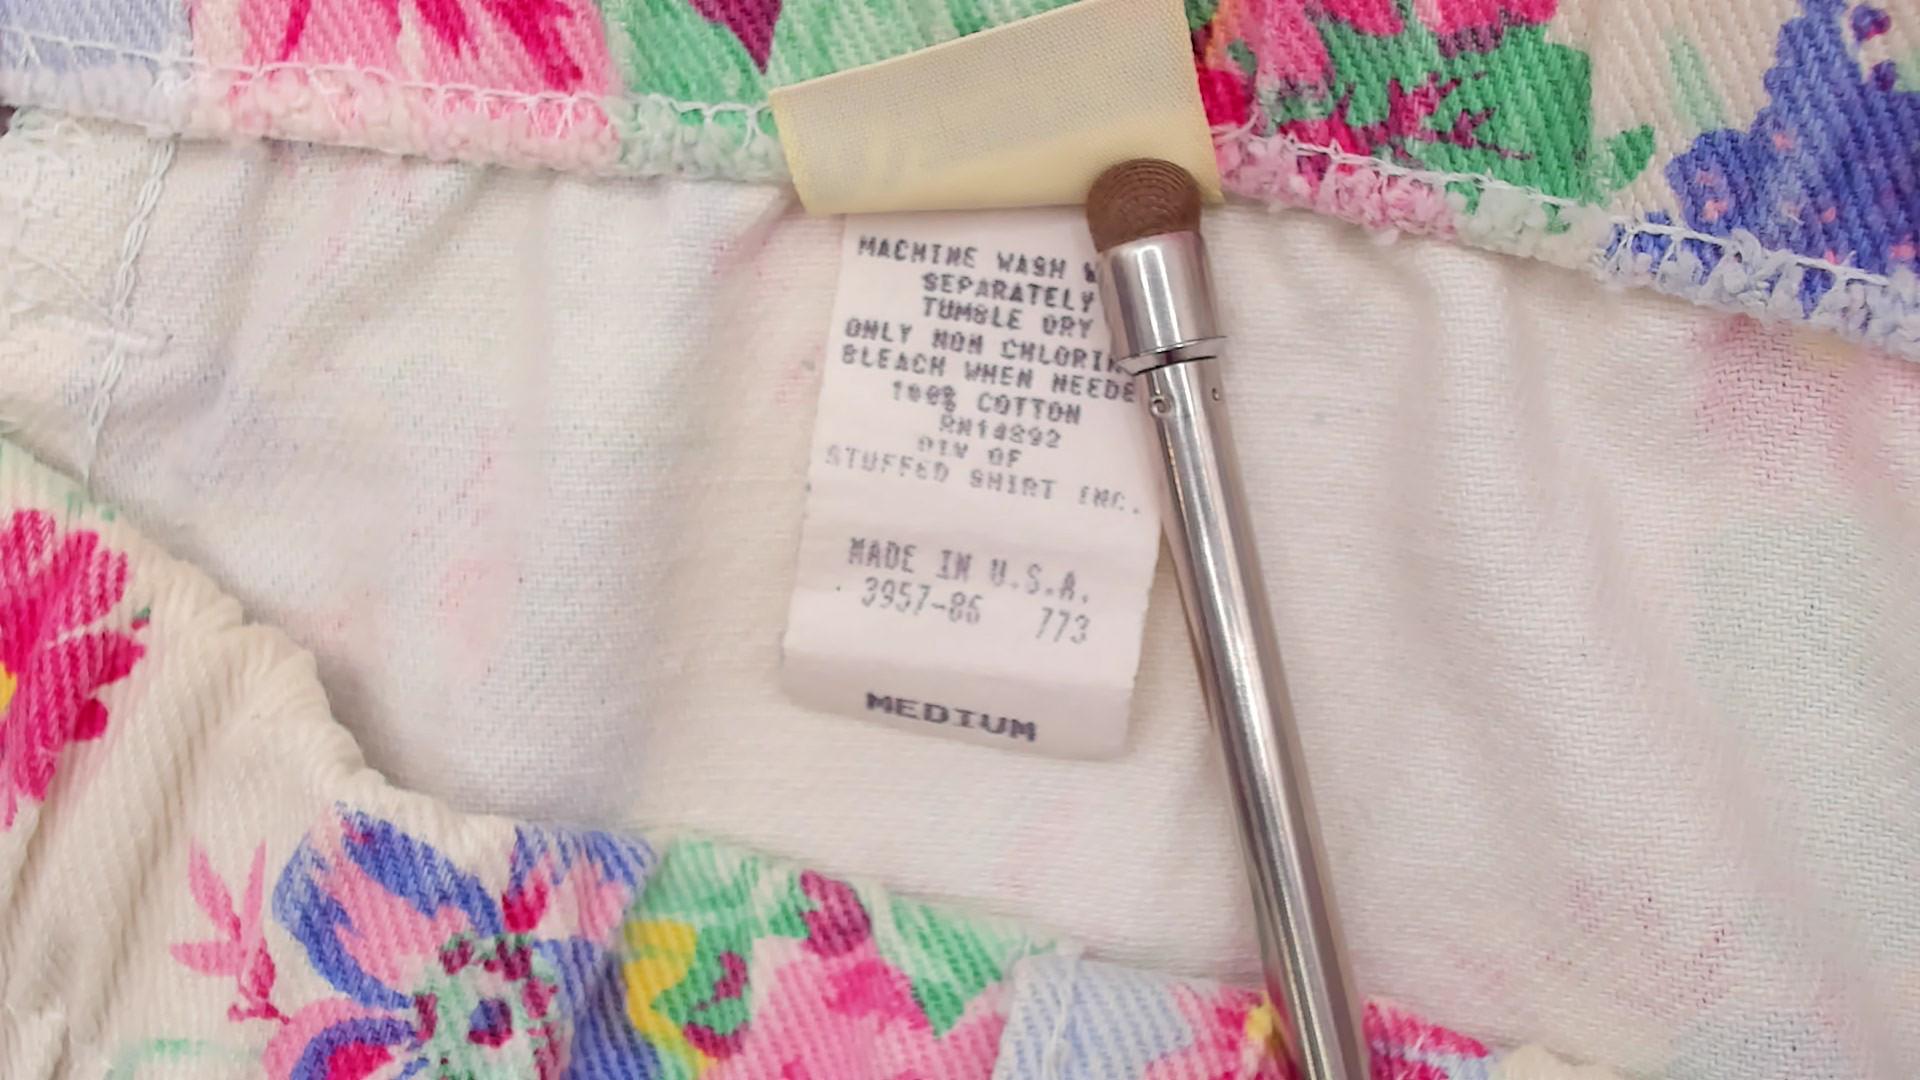 MACHINE WASH W
SEPARATELY
TUMBLE DRY
ONLY NON CHLORIN
BLEACH WHEN NEEDE
100% COTTON
RN14892
DIV OF
STUFFED SHIRT INC.
MADE IN U.S.A.
3957-86 773
MEDIUM